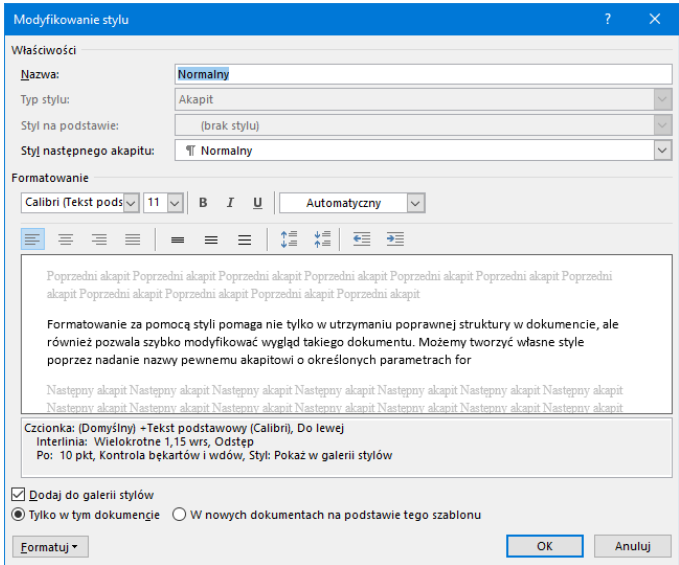 Modyfikowanie stylu
Właściwości
Nazwa: Normalny
Typ stylu: Akapit
Styl na podstawie: (brak stylu)
Styl następnego akapitu: ¶ Normalny
Formatowanie
Calibri (Tekst pods 11 B I U Automatyczny
Poprzedni akapit Poprzedni akapit Poprzedni akapit Poprzedni akapit Poprzedni akapit Poprzedni akapit Poprzedni
akapit Poprzedni akapit Poprzedni akapit Poprzedni akapit Poprzedni akapit
Formatowanie za pomocą styli pomaga nie tylko w utrzymaniu poprawnej struktury w dokumencie, ale
również pozwala szybko modyfikować wygląd takiego dokumentu. Możemy tworzyć własne style
poprzez nadanie nazwy pewnemu akapitowi o określonych parametrach for
Następny akapit Następny akapit Następny akapit Następny akapit Następny akapit Następny akapit Następny akapit
Następny akapit Następny akapit Następny akapit Następny akapit Następny akapit Następny akapit Następny akapit
Czcionka: (Domyślny) +Tekst podstawowy (Calibri), Do lewej
Interlinia: Wielokrotne 1,15 wrs, Odstęp
Po: 10 pkt, Kontrola bękartów i wdów, Styl: Pokaż w galerii stylów
Dodaj do galerii stylów
Tylko w tym dokumencie W nowych dokumentach na podstawie tego szablonu
Formatuj OK Anuluj